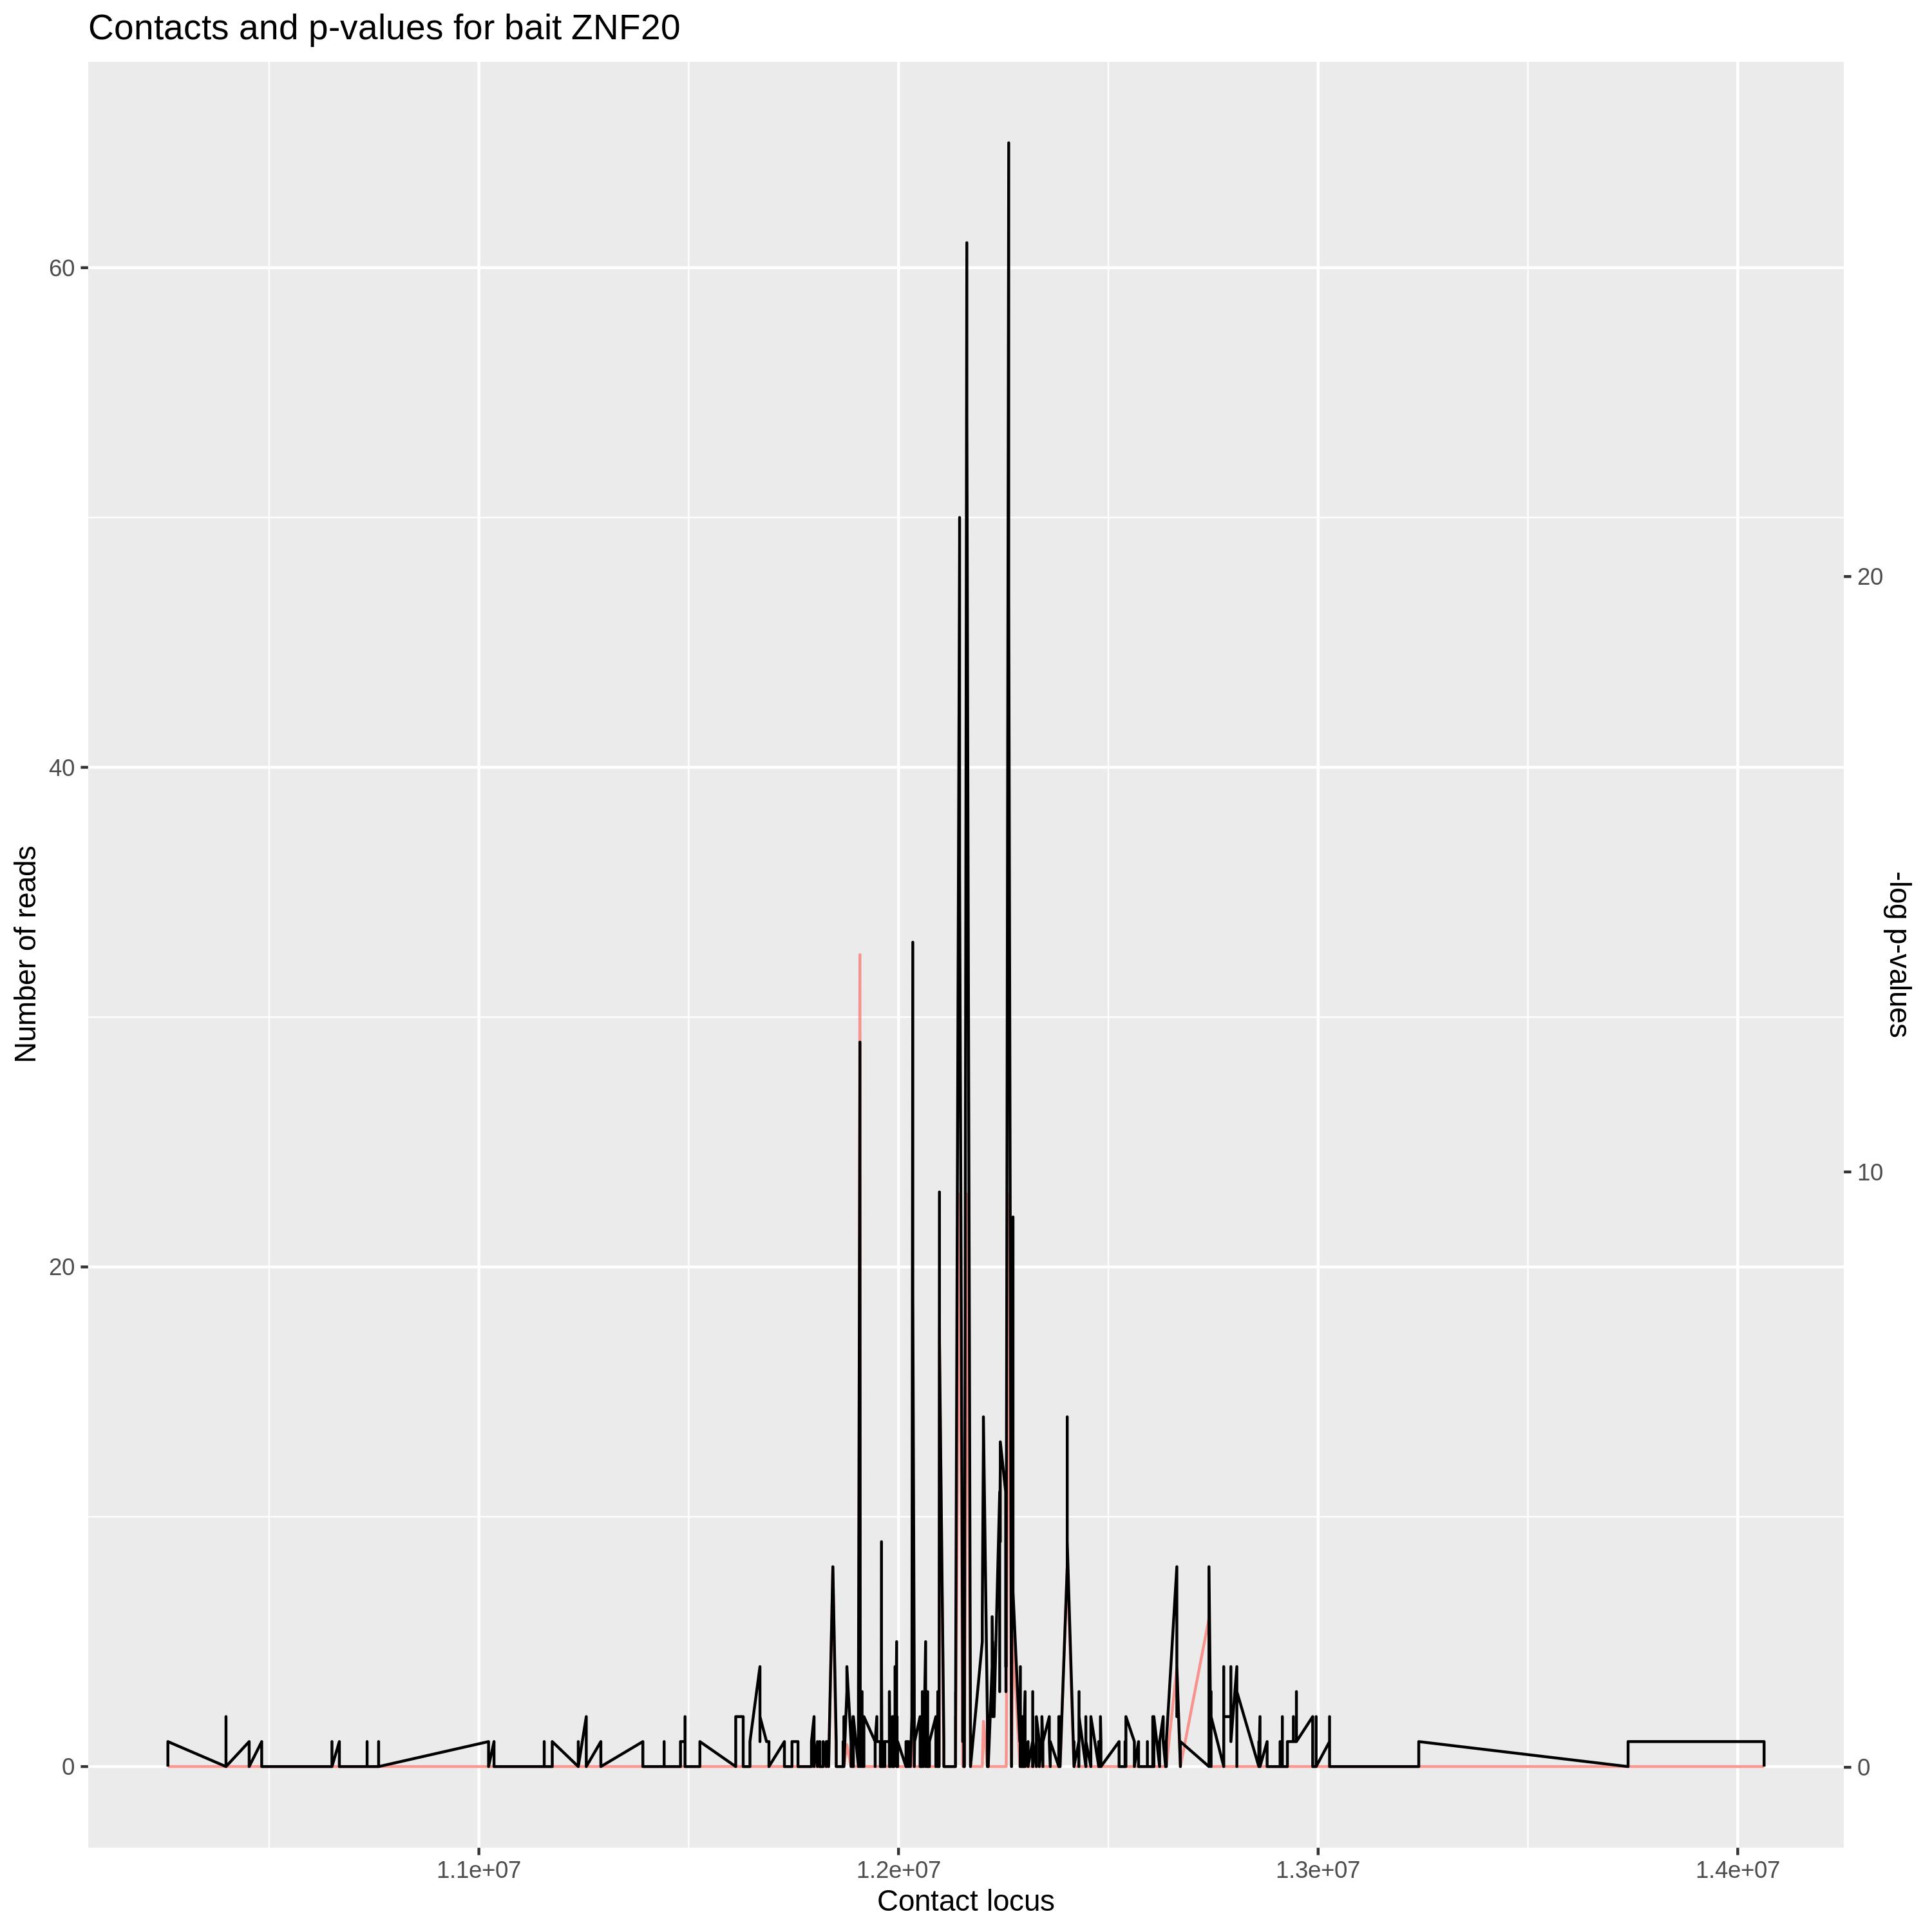 Contacts and p-values for bait ZNF20
60
40
20
0
Number of reads
20
10
0
-log p-values
1.1e+07
1.2e+07
1.3e+07
1.4e+07
Contact locus